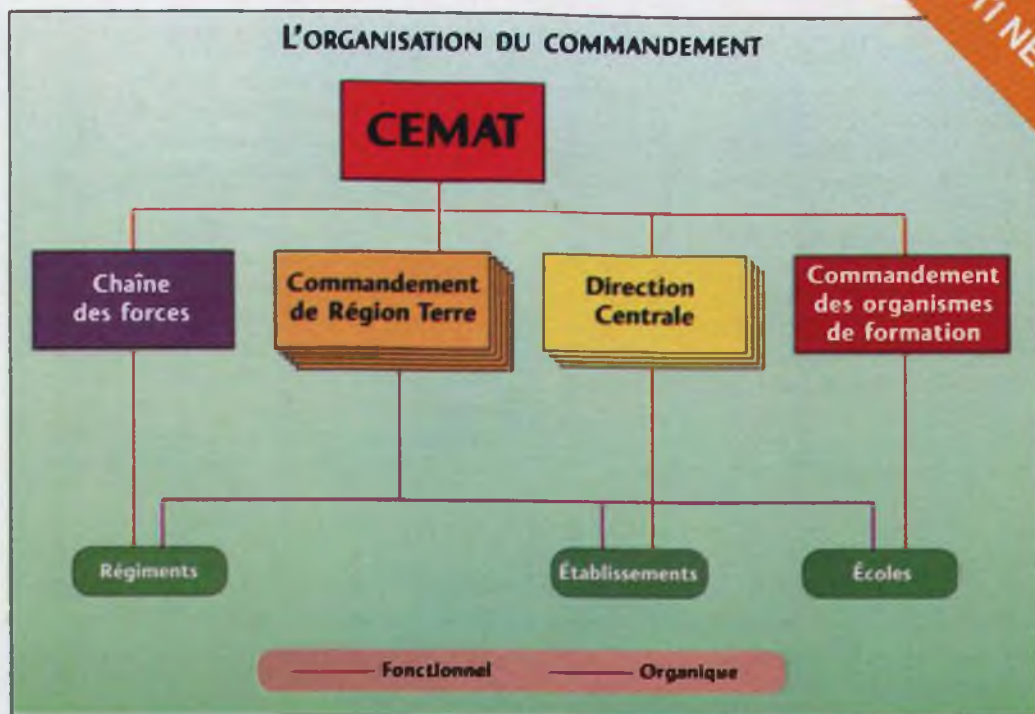 L'ORGANISATION DU COMMANDEMENT
CEMAT
Chaîne
des forces
Commandement
de Région Terre
Direction
Centrale
Commandement
des organismes
de formation
Régiments
Établissements
Écoles
Fonctionnel
Organique